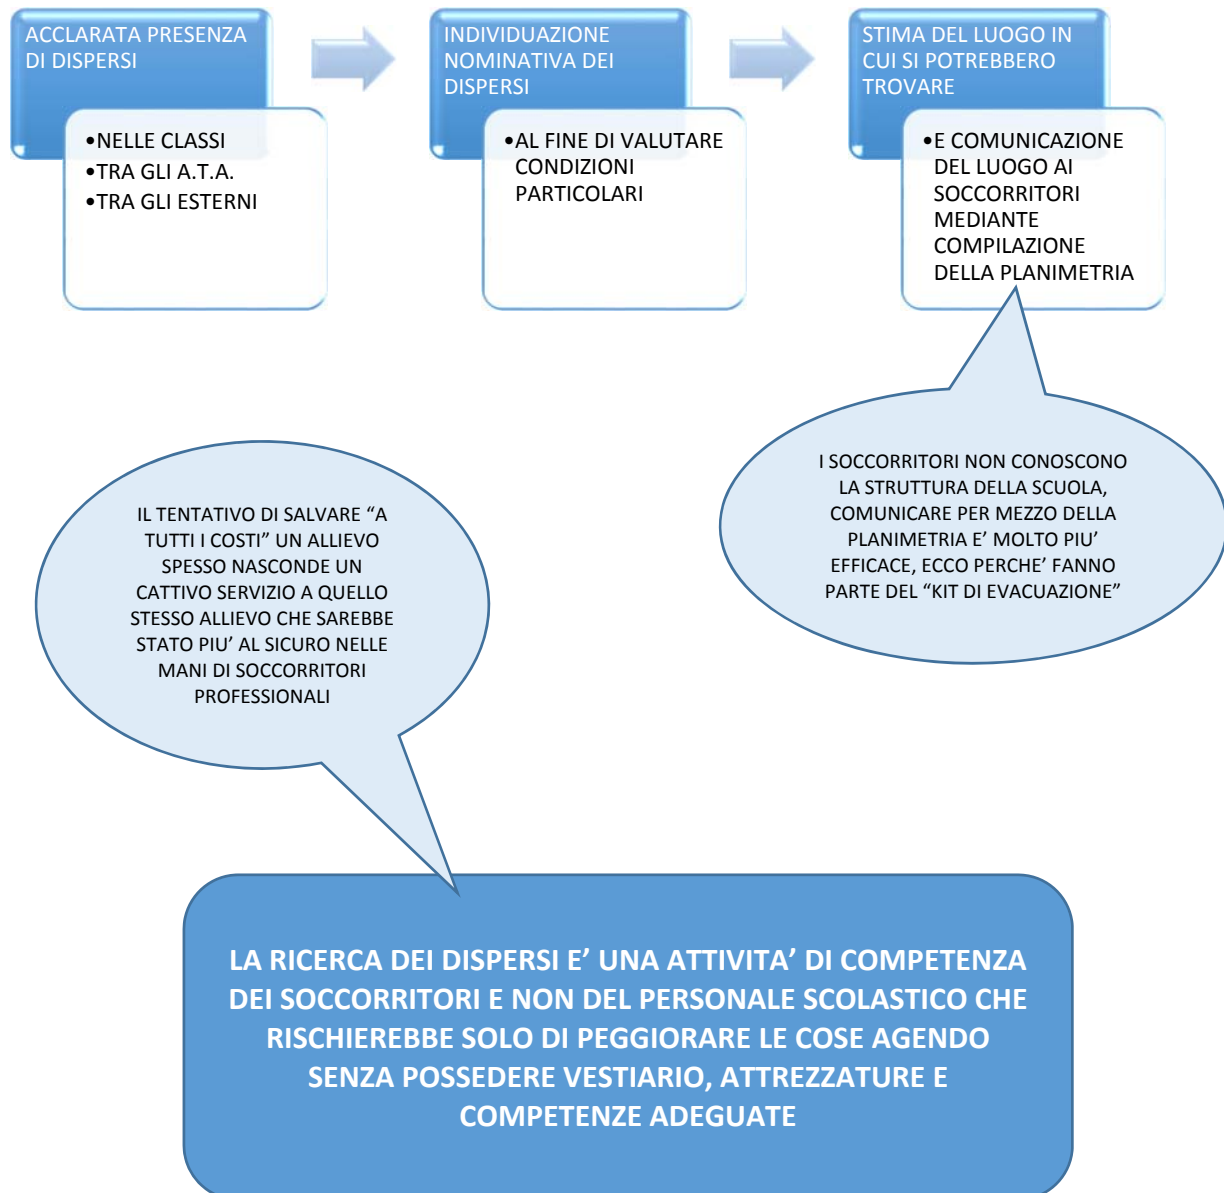 ACCLARATA PRESENZA
DI DISPERSI
•NELLE CLASSI
•TRA GLI A.T.A.
•TRA GLI ESTERNI
INDIVIDUAZIONE
NOMINATIVA DEI
DISPERSI
•AL FINE DI VALUTARE
CONDIZIONI
PARTICOLARI
STIMA DEL LUOGO IN
CUI SI POTREBBERO
TROVARE
•E COMUNICAZIONE
DEL LUOGO AI
SOCCORRITORI
MEDIANTE
COMPILAZIONE
DELLA PLANIMETRIA
I SOCCORRITORI NON CONOSCONO
LA STRUTTURA DELLA SCUOLA,
COMUNICARE PER MEZZO DELLA
PLANIMETRIA E’ MOLTO PIU’
EFFICACE, ECCO PERCHE’ FANNO
PARTE DEL “KIT DI EVACUAZIONE”
IL TENTATIVO DI SALVARE “A
TUTTI I COSTI” UN ALLIEVO
SPESSO NASCONDE UN
CATTIVO SERVIZIO A QUELLO
STESSO ALLIEVO CHE SAREBBE
STATO PIU’ AL SICURO NELLE
MANI DI SOCCORRITORI
PROFESSIONALI
LA RICERCA DEI DISPERSI E’ UNA ATTIVITA’ DI COMPETENZA
DEI SOCCORRITORI E NON DEL PERSONALE SCOLASTICO CHE
RISCHIEREBBE SOLO DI PEGGIORARE LE COSE AGENDO
SENZA POSSEDERE VESTIARIO, ATTREZZATURE E
COMPETENZE ADEGUATE